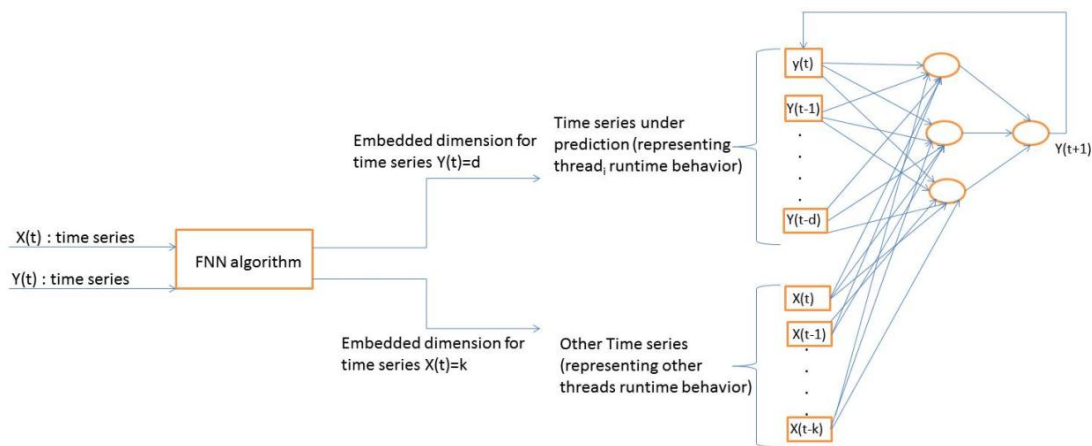 X(t) : time series
Y(t) : time series
FNN algorithm
Embedded dimension for
time series Y(t)=d
Embedded dimension for
time series X(t)=k
Time series under
prediction (representing
threadi runtime behavior)
Other Time series
(representing other
threads runtime behavior)
y(t)
Y(t-1)
.
.
.
.
Y(t-d)
X(t)
X(t-1)
.
.
.
.
X(t-k)
Y(t+1)